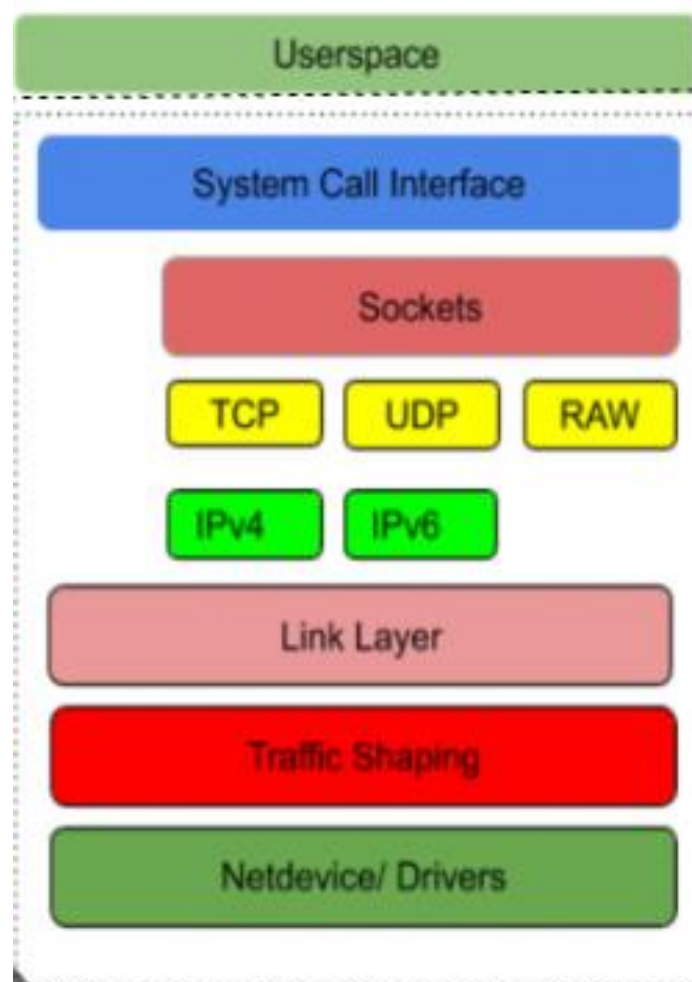 Userspace
System Call Interface
Sockets
TCP UDP RAW
IPv4 IPv6
Link Layer
Traffic Shaping
Netdevice/ Drivers